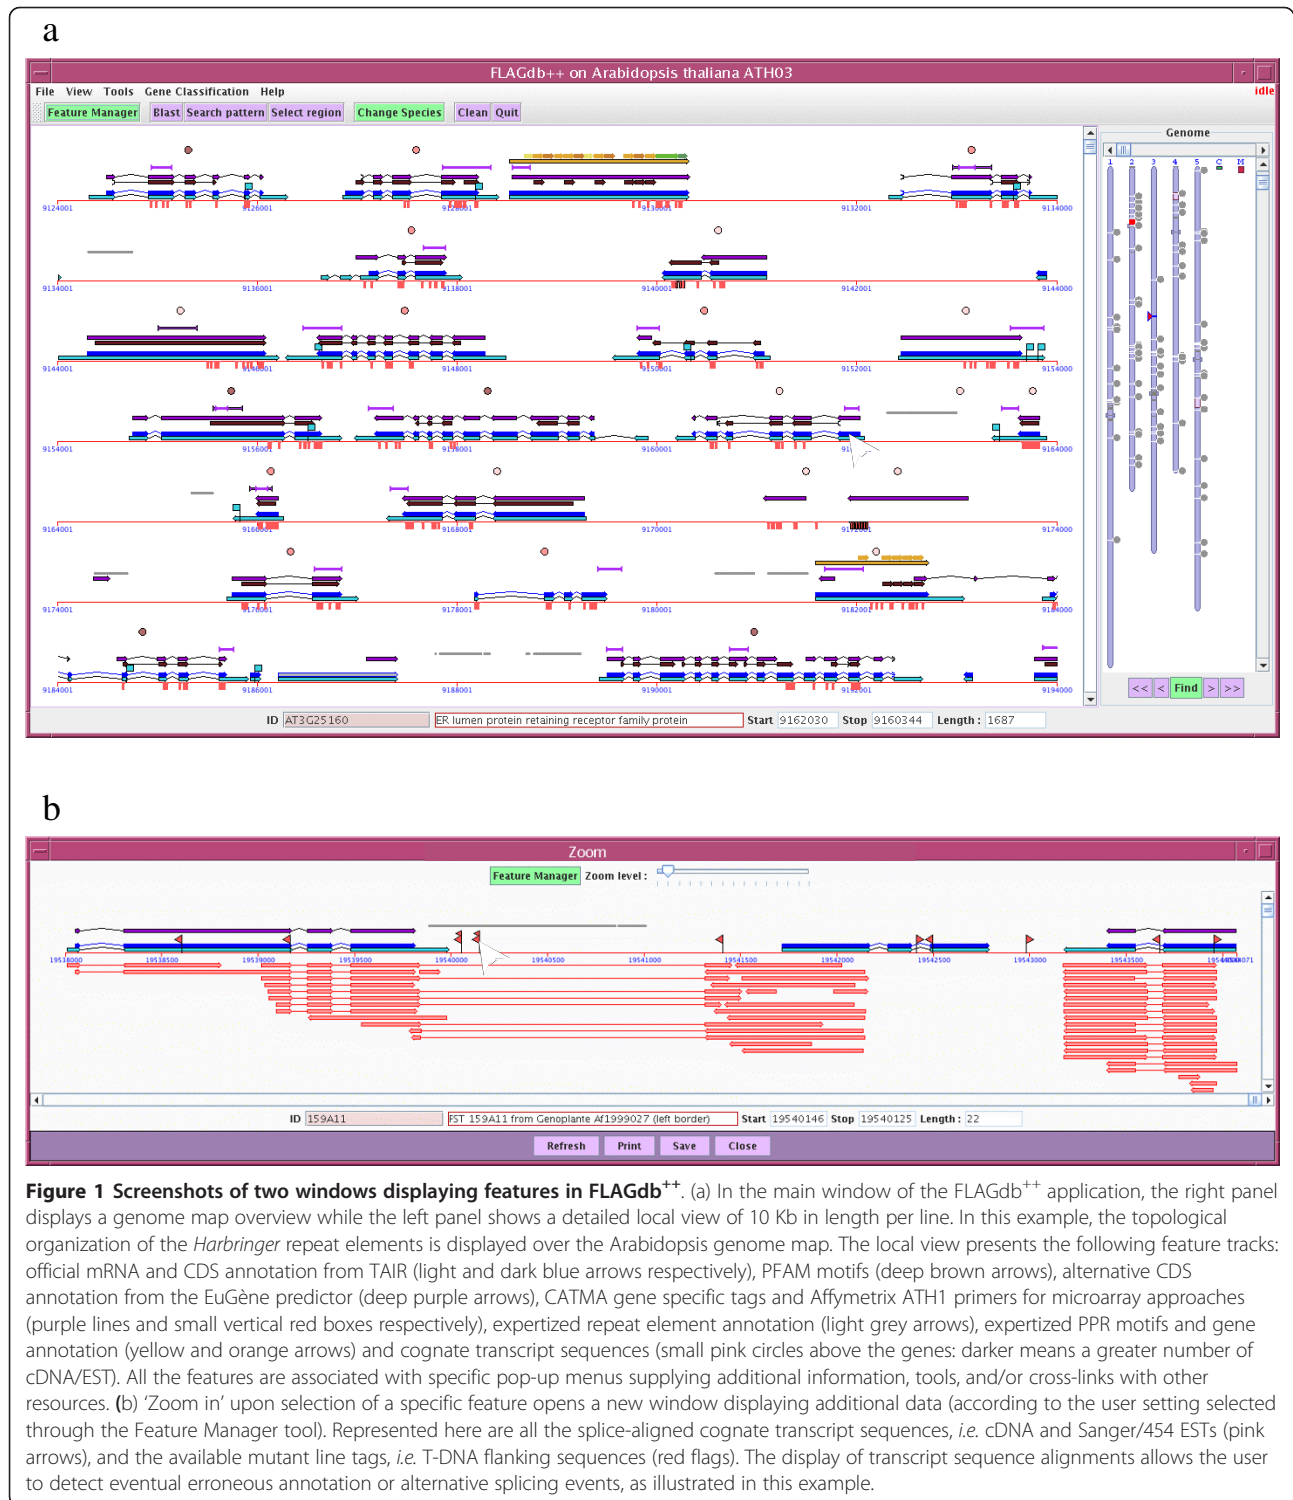 a
FLAGdb++ on Arabidopsis thaliana ATH03
File View Tools Gene Classification Help
idle
Feature Manager Blast Search pattern Select region Change Species Clean Quit
Genome
1 2 3 4 5 C M
9124001 9126001 9128001 9130001 9132001 9134000
9134001 9136001 9138001 9140001 9142001 9144000
9144001 9146001 9148001 9150001 9152001 9154000
9154001 9156001 9158001 9160001 9164000
9164001 9166001 9168001 9170001 9172001 9174000
9174001 9176001 9178001 9180001 9182001 9184000
9184001 9186001 9188001 9190001 9192001 9194000
<< < Find > >>
ID AT3G25160 ER lumen protein retaining receptor family protein Start 9162030 Stop 9160344 Length : 1687
b
Zoom
Feature Manager Zoom level :
19538000 19538500 19539000 19539500 19540000 19540500 19541000 19541500 19542000 19542500 19543000 19543500
ID 159A11 FST 159A11 from Genoplante Af1999027 (left border) Start 19540146 Stop 19540125 Length : 22
Refresh Print Save Close
Figure 1 Screenshots of two windows displaying features in FLAGdb++. (a) In the main window of the FLAGdb++ application, the right panel
displays a genome map overview while the left panel shows a detailed local view of 10 Kb in length per line. In this example, the topological
organization of the Harbringer repeat elements is displayed over the Arabidopsis genome map. The local view presents the following feature tracks:
official mRNA and CDS annotation from TAIR (light and dark blue arrows respectively), PFAM motifs (deep brown arrows), alternative CDS
annotation from the EuGène predictor (deep purple arrows), CATMA gene specific tags and Affymetrix ATH1 primers for microarray approaches
(purple lines and small vertical red boxes respectively), expertized repeat element annotation (light grey arrows), expertized PPR motifs and gene
annotation (yellow and orange arrows) and cognate transcript sequences (small pink circles above the genes: darker means a greater number of
cDNA/EST). All the features are associated with specific pop-up menus supplying additional information, tools, and/or cross-links with other
resources. (b) ‘Zoom in’ upon selection of a specific feature opens a new window displaying additional data (according to the user setting selected
through the Feature Manager tool). Represented here are all the splice-aligned cognate transcript sequences, i.e. cDNA and Sanger/454 ESTs (pink
arrows), and the available mutant line tags, i.e. T-DNA flanking sequences (red flags). The display of transcript sequence alignments allows the user
to detect eventual erroneous annotation or alternative splicing events, as illustrated in this example.